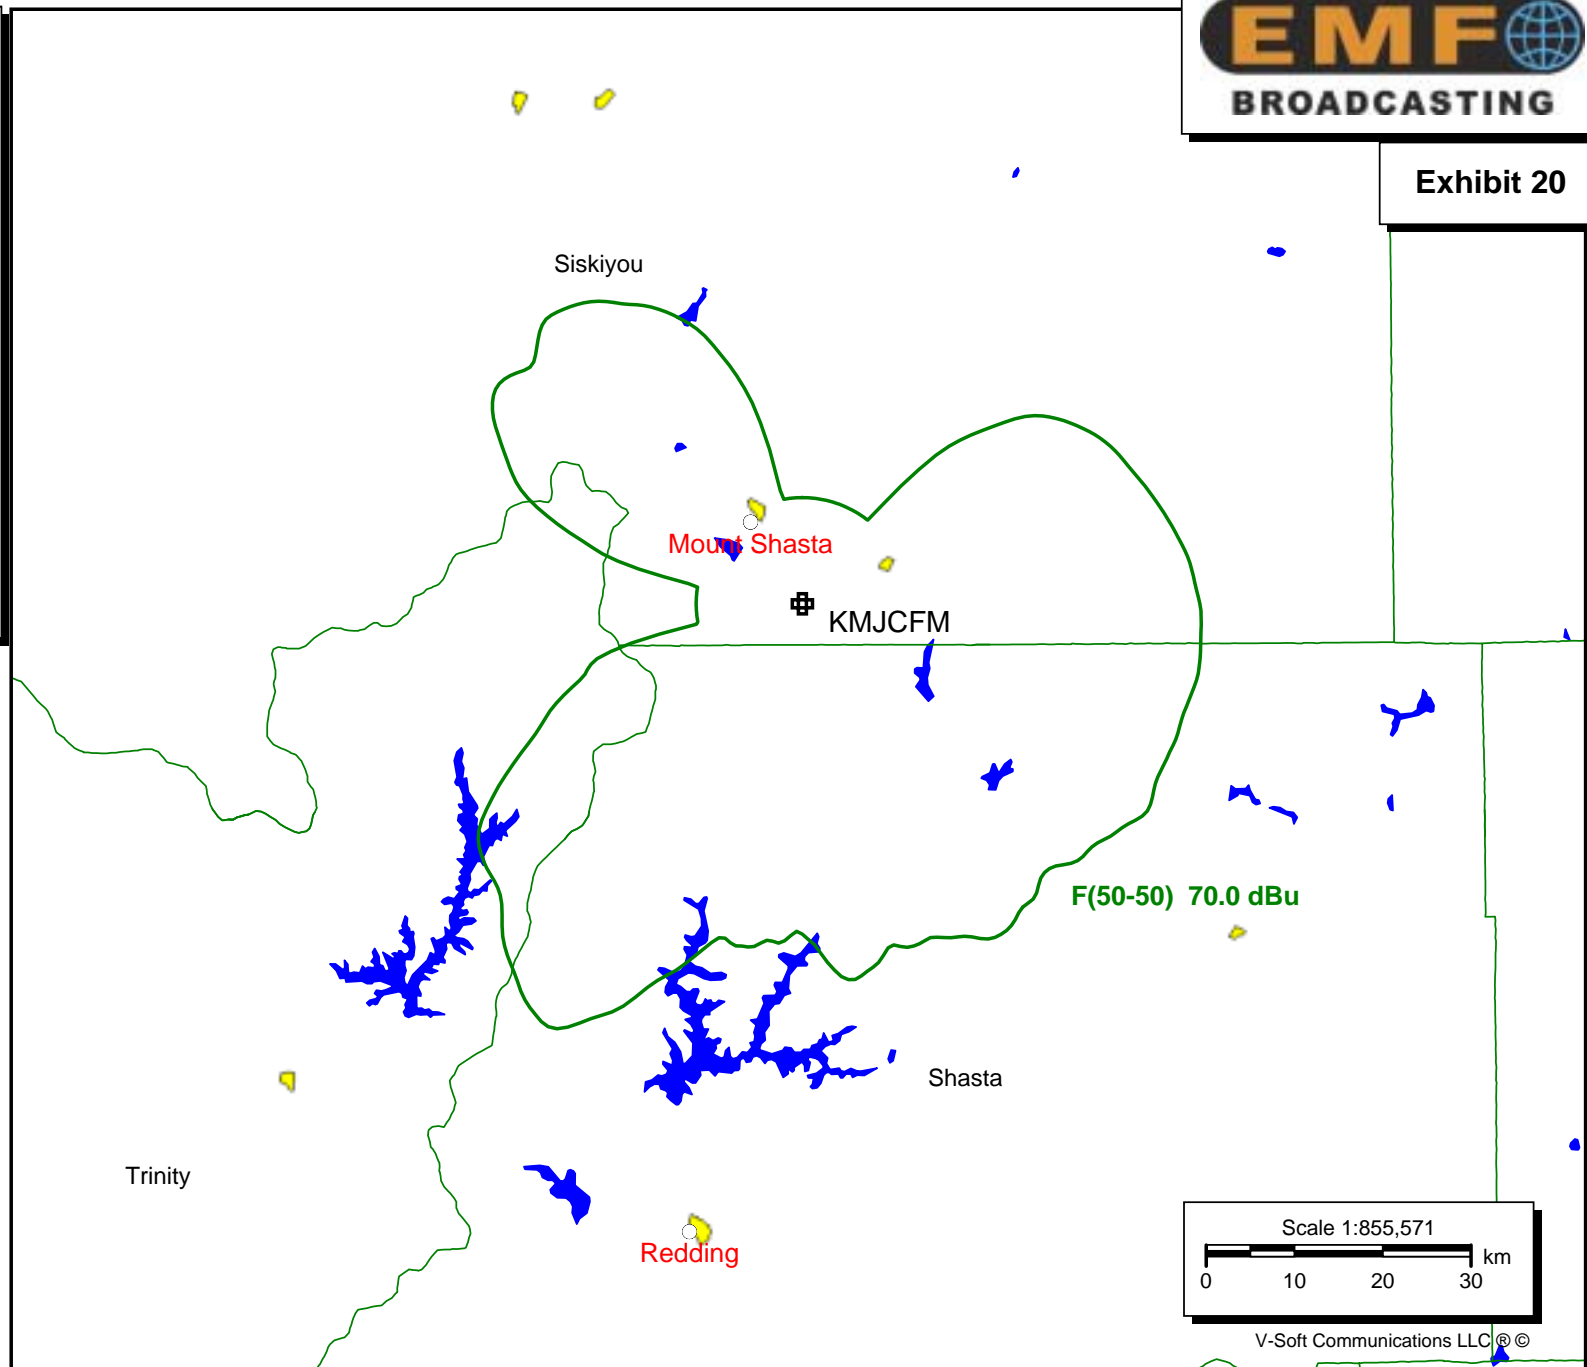 EMF
BROADCASTING
Exhibit 20
Siskiyou
Mount Shasta
KMJCFM
F(50-50) 70.0 dBu
Shasta
Trinity
Redding
Scale 1:855,571
km
0 10 20 30
V-Soft Communications LLC ® ©